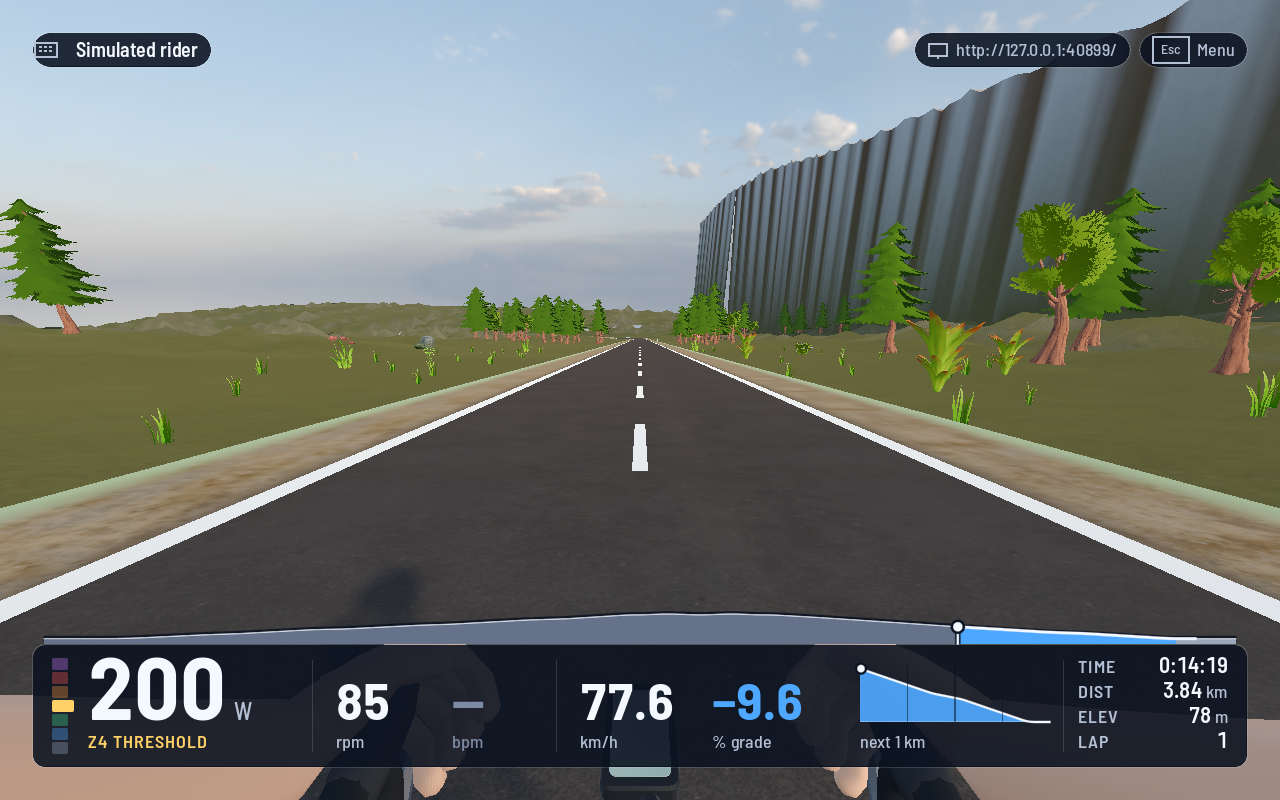 Simulated rider
http://127.0.0.1:40899/
Esc Menu
200 W
Z4 THRESHOLD
85
rpm
–
bpm
77.6
km/h
–9.6
% grade
next 1 km
TIME 0:14:19
DIST 3.84 km
ELEV 78 m
LAP 1